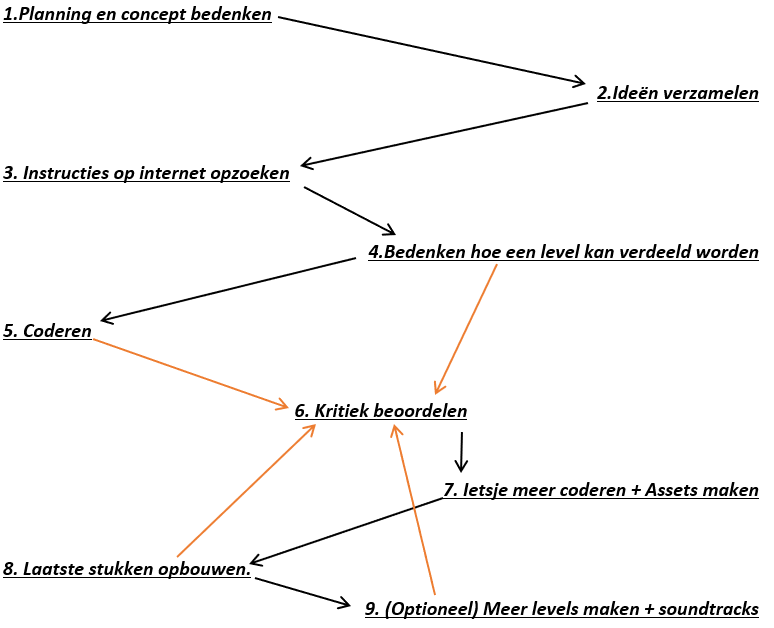 1.Planning en concept bedenken
2.Ideën verzamelen
3. Instructies op internet opzoeken
4.Bedenken hoe een level kan verdeeld worden
5. Coderen
6. Kritiek beoordelen
7. Ietsje meer coderen + Assets maken
8. Laatste stukken opbouwen.
9. (Optioneel) Meer levels maken + soundtracks